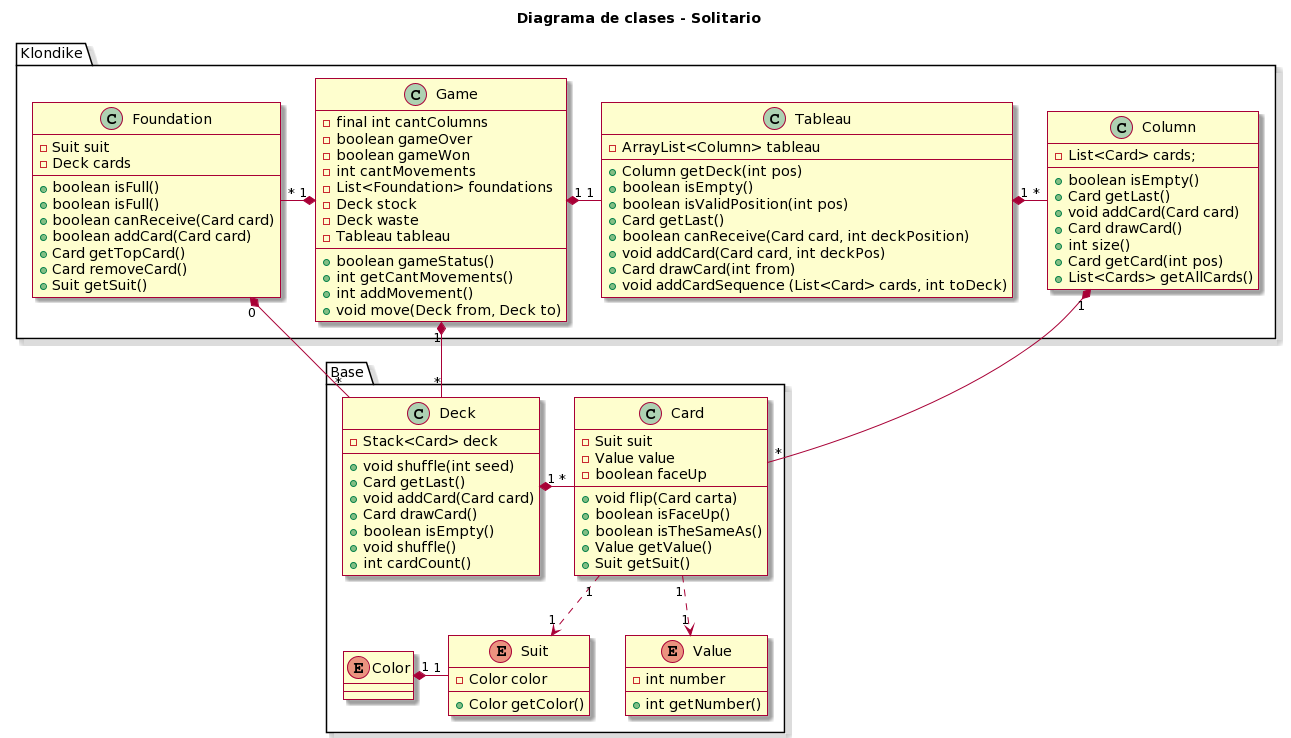 Diagrama de clases - Solitario
Klondike
C Foundation
Suit suit
Deck cards
boolean isFull()
boolean isFull()
boolean canReceive(Card card)
boolean addCard(Card card)
Card getTopCard()
Card removeCard()
Suit getSuit()
* 1
C Game
final int cantColumns
boolean gameOver
boolean gameWon
int cantMovements
List<Foundation> foundations
Deck stock
Deck waste
Tableau tableau
boolean gameStatus()
int getCantMovements()
int addMovement()
void move(Deck from, Deck to)
1 1
C Tableau
ArrayList<Column> tableau
Column getDeck(int pos)
boolean isEmpty()
boolean isValidPosition(int pos)
Card getLast()
boolean canReceive(Card card, int deckPosition)
void addCard(Card card, int deckPos)
Card drawCard(int from)
void addCardSequence (List<Card> cards, int toDeck)
1 *
C Column
List<Card> cards;
boolean isEmpty()
Card getLast()
void addCard(Card card)
Card drawCard()
int size()
Card getCard(int pos)
List<Cards> getAllCards()
0
*
1
*
1
*
Base
C Deck
Stack<Card> deck
void shuffle(int seed)
Card getLast()
void addCard(Card card)
Card drawCard()
boolean isEmpty()
void shuffle()
int cardCount()
1 *
C Card
Suit suit
Value value
boolean faceUp
void flip(Card carta)
boolean isFaceUp()
boolean isTheSameAs()
Value getValue()
Suit getSuit()
1
1
1
1
E Color
1 1
E Suit
Color color
Color getColor()
E Value
int number
int getNumber()